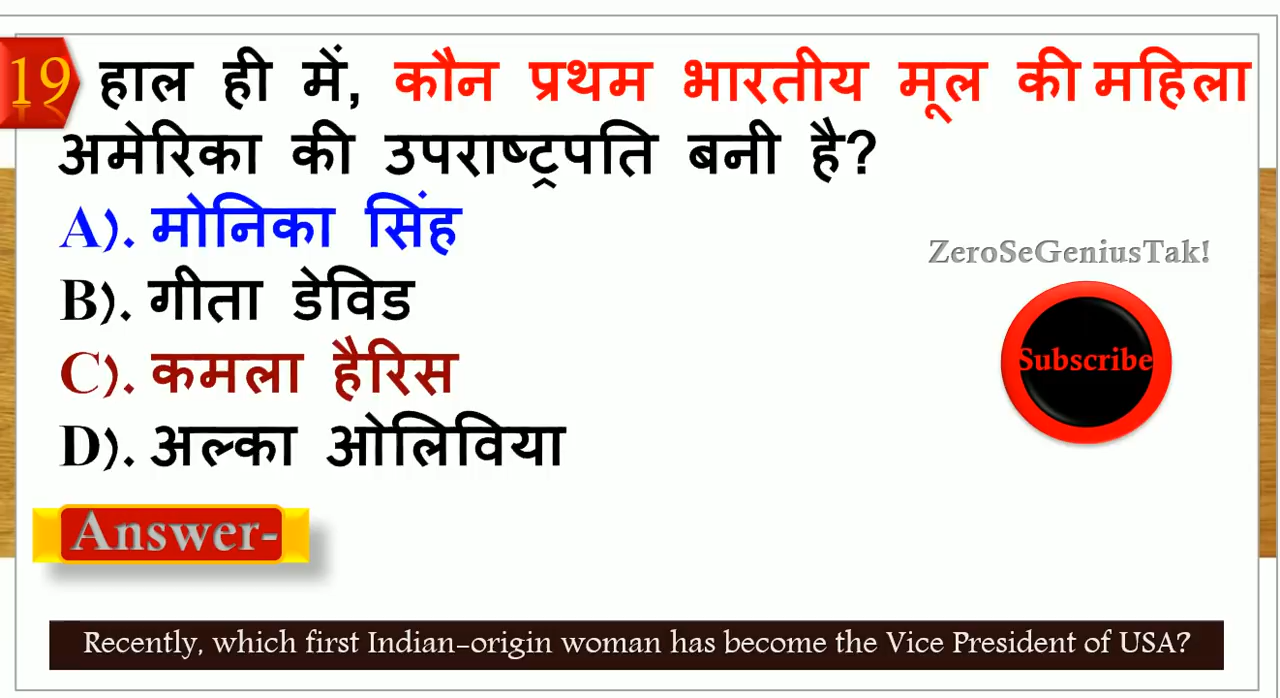 19 हाल ही में, कौन प्रथम भारतीय मूल की महिला
अमेरिका की उपराष्ट्रपति बनी है?
A). मोनिका सिंह
ZeroSeGeniusTak!
B). गीता डेविड
C). कमला हैरिस
Subscribe
D). अल्का ओलिविया
Answer-
Recently, which first Indian-origin woman has become the Vice President of USA?